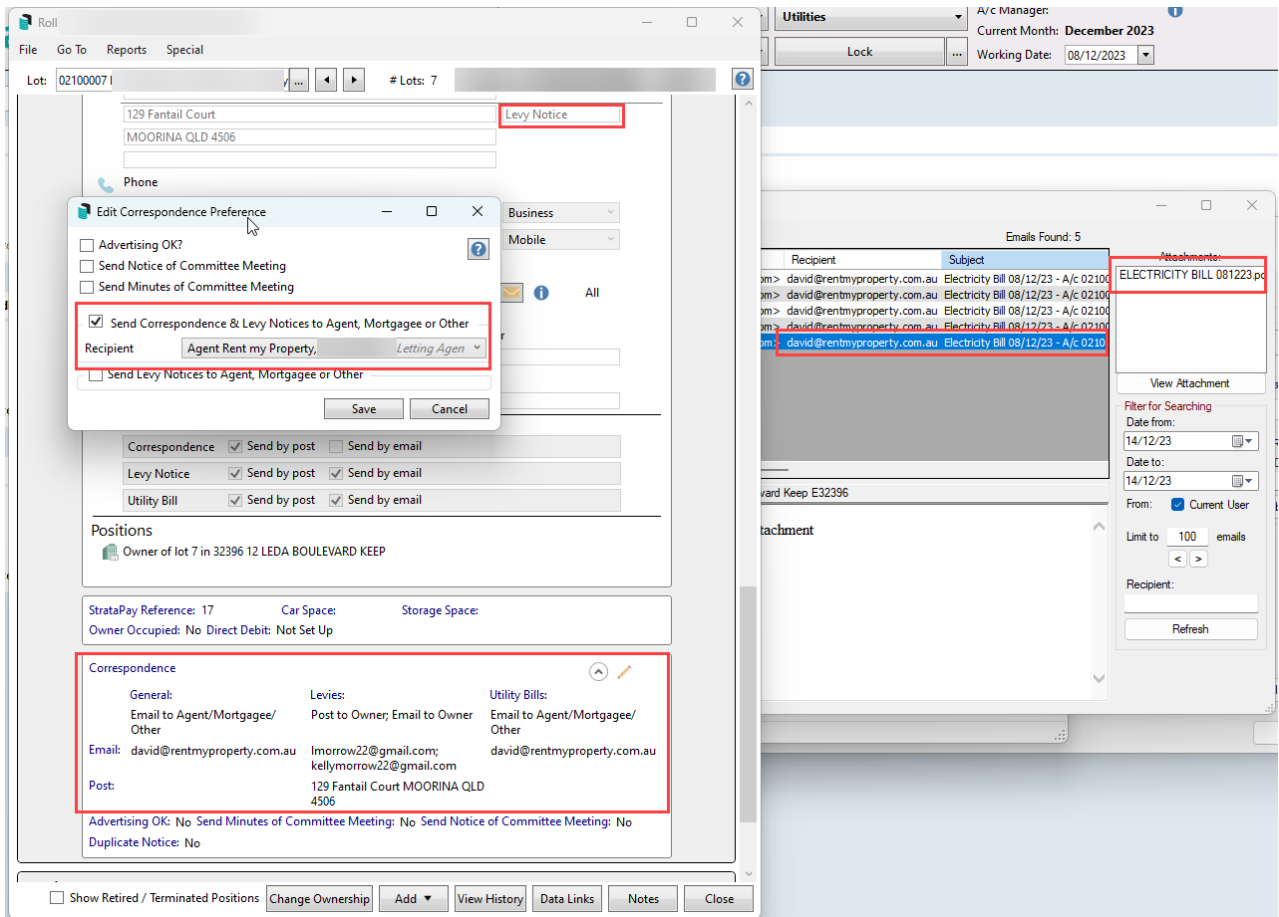 Roll
File Go To Reports Special
Lot: 02100007 ... # Lots: 7
129 Fantail Court Levy Notice
MOORINA QLD 4506
Phone
Business
Mobile
All
Edit Correspondence Preference
Advertising OK?
Send Notice of Committee Meeting
Send Minutes of Committee Meeting
Send Correspondence & Levy Notices to Agent, Mortgagee or Other
Recipient Agent Rent my Property, Letting Agen
Send Levy Notices to Agent, Mortgagee or Other
Save Cancel
Correspondence Send by post Send by email
Levy Notice Send by post Send by email
Utility Bill Send by post Send by email
Positions
Owner of lot 7 in 32396 12 LEDA BOULEVARD KEEP
StrataPay Reference: 17 Car Space: Storage Space:
Owner Occupied: No Direct Debit: Not Set Up
Correspondence
General: Levies: Utility Bills:
Email to Agent/Mortgagee/ Post to Owner; Email to Owner Email to Agent/Mortgagee/
Other Other
Email: david@rentmyproperty.com.au lmorrow22@gmail.com; david@rentmyproperty.com.au
kellymorrow22@gmail.com
Post: 129 Fantail Court MOORINA QLD
4506
Advertising OK: No Send Minutes of Committee Meeting: No Send Notice of Committee Meeting: No
Duplicate Notice: No
Show Retired / Terminated Positions Change Ownership Add View History Data Links Notes Close
Utilities
Lock ...
A/c Manager:
Current Month: December 2023
Working Date: 08/12/2023
Emails Found: 5
Recipient Subject
om> david@rentmyproperty.com.au Electricity Bill 08/12/23 - A/c 02100
om> david@rentmyproperty.com.au Electricity Bill 08/12/23 - A/c 02100
om> david@rentmyproperty.com.au Electricity Bill 08/12/23 - A/c 02100
om> david@rentmyproperty.com.au Electricity Bill 08/12/23 - A/c 02100
om> david@rentmyproperty.com.au Electricity Bill 08/12/23 - A/c 0210
vard Keep E32396
tachment
Attachments:
ELECTRICITY BILL 081223.pd
View Attachment
Filter for Searching
Date from:
14/12/23
Date to:
14/12/23
From: Current User
Limit to 100 emails
< >
Recipient:
Refresh